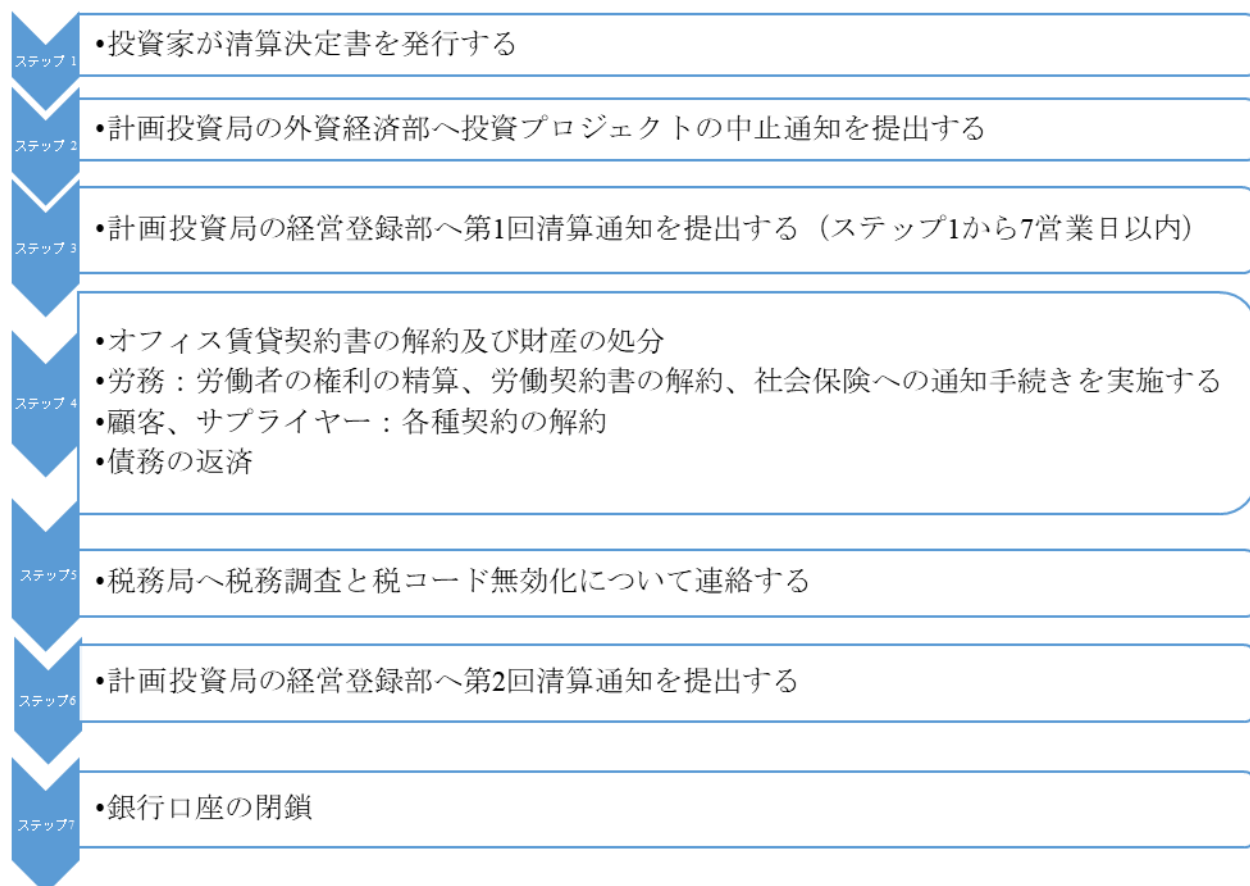 ステップ 1
•投資家が清算決定書を発行する
ステップ 2
•計画投資局の外資経済部へ投資プロジェクトの中止通知を提出する
ステップ 3
•計画投資局の経営登録部へ第1回清算通知を提出する（ステップ1から7営業日以内）
ステップ 4
•オフィス賃貸契約書の解約及び財産の処分
•労務：労働者の権利の精算、労働契約書の解約、社会保険への通知手続きを実施する
•顧客、サプライヤー：各種契約の解約
•債務の返済
ステップ5
•税務局へ税務調査と税コード無効化について連絡する
ステップ6
•計画投資局の経営登録部へ第2回清算通知を提出する
ステップ7
•銀行口座の閉鎖